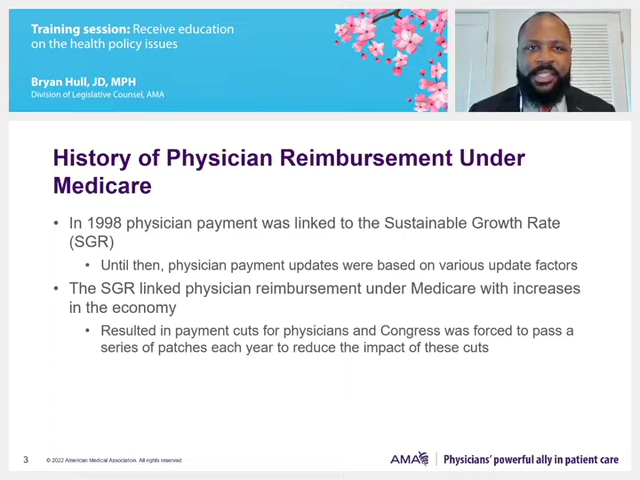 Training session: Receive education
on the health policy issues
Bryan Hull, JD, MPH
Division of Legislative Counsel, AMA
History of Physician Reimbursement Under
Medicare
• In 1998 physician payment was linked to the Sustainable Growth Rate
(SGR)
• Until then, physician payment updates were based on various update factors
• The SGR linked physician reimbursement under Medicare with increases
in the economy
• Resulted in payment cuts for physicians and Congress was forced to pass a
series of patches each year to reduce the impact of these cuts
3 © 2022 American Medical Association. All rights reserved.
AMA Physicians’ powerful ally in patient care